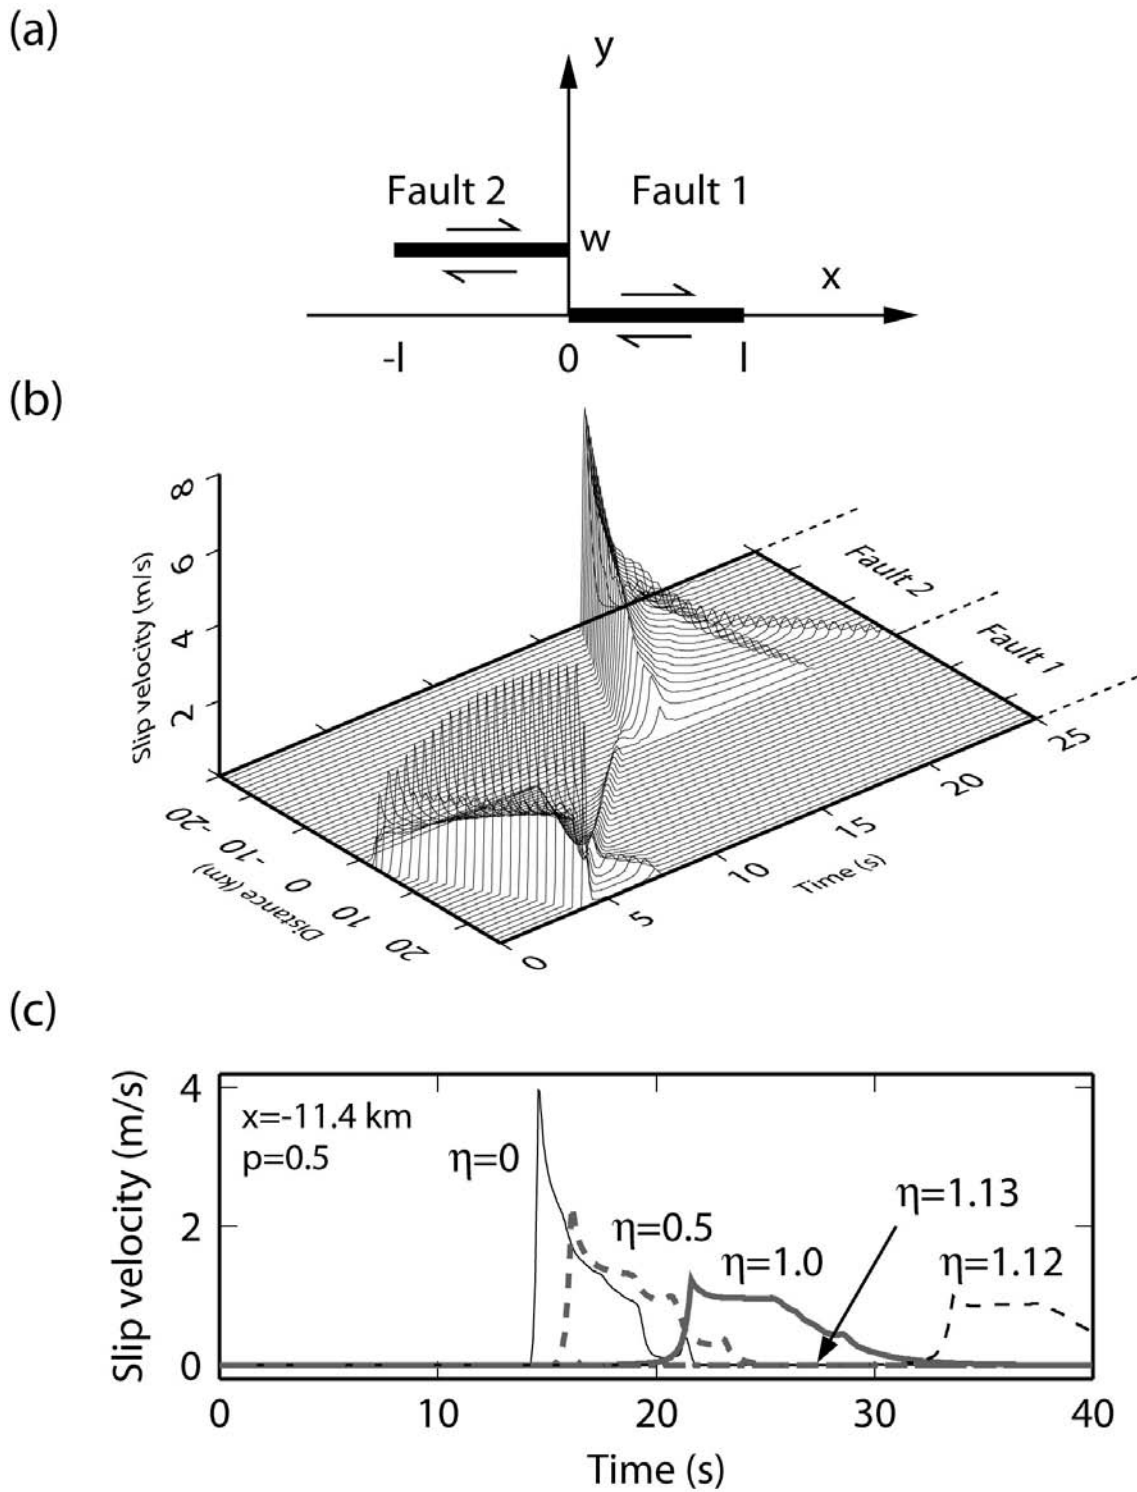 (a)
y
Fault 2
Fault 1
w
x
-l
0
l
(b)
Slip velocity (m/s)
8
6
4
2
Fault 2
Fault 1
-20
-10
0
10
20
Distance (km)
0
5
10
15
20
25
Time (s)
(c)
Slip velocity (m/s)
4
2
0
x=-11.4 km
p=0.5
η=0
η=0.5
η=1.0
η=1.13
η=1.12
0
10
20
30
40
Time (s)